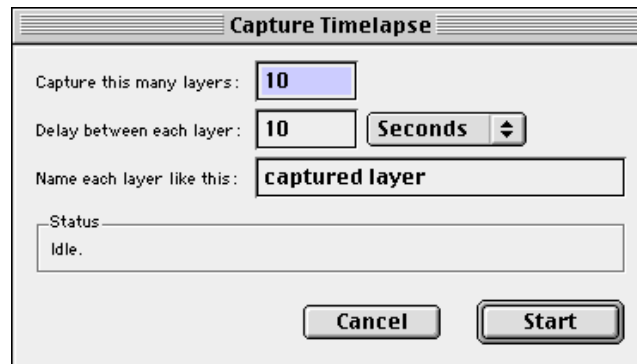 Capture Timelapse
Capture this many layers: 10
Delay between each layer: 10 Seconds
Name each layer like this: captured layer
Status
Idle.
Cancel Start